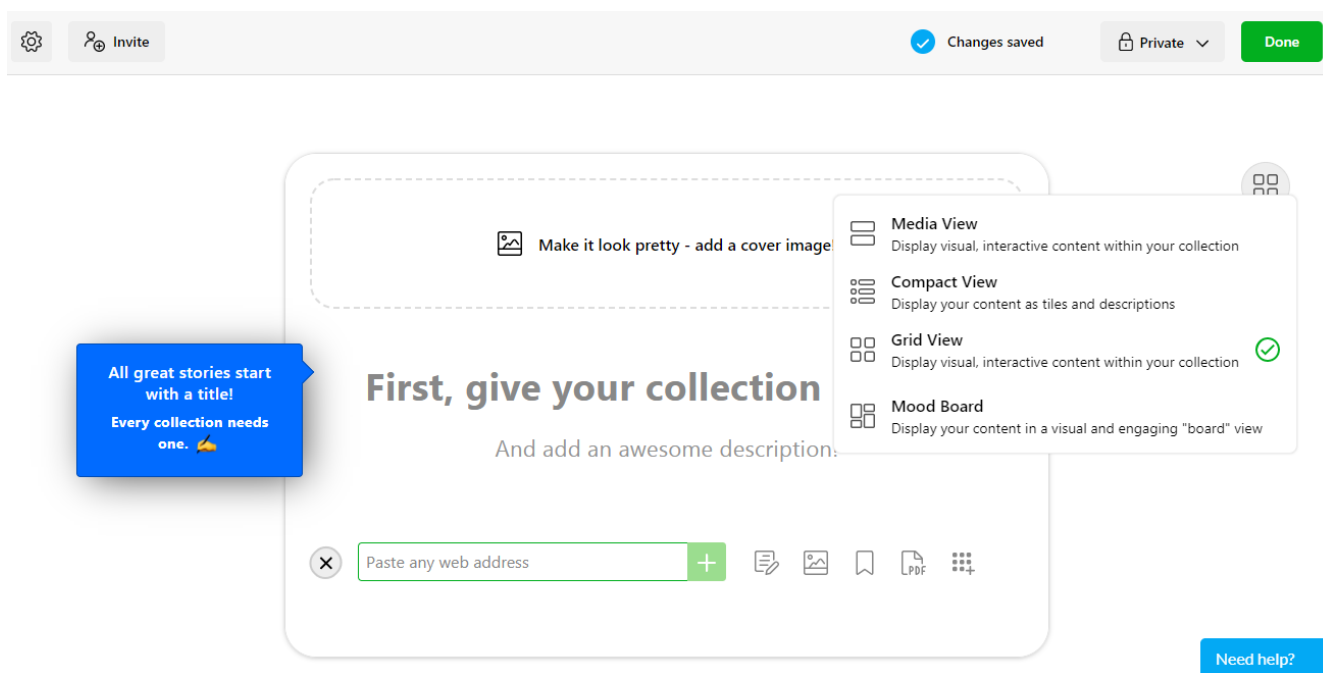 Invite
Changes saved
Private
Done
Make it look pretty - add a cover image!
Media View
Display visual, interactive content within your collection
Compact View
Display your content as tiles and descriptions
Grid View
Display visual, interactive content within your collection
Mood Board
Display your content in a visual and engaging "board" view
All great stories start
with a title!
Every collection needs
one.
First, give your collection
And add an awesome description!
Paste any web address
PDF
Need help?